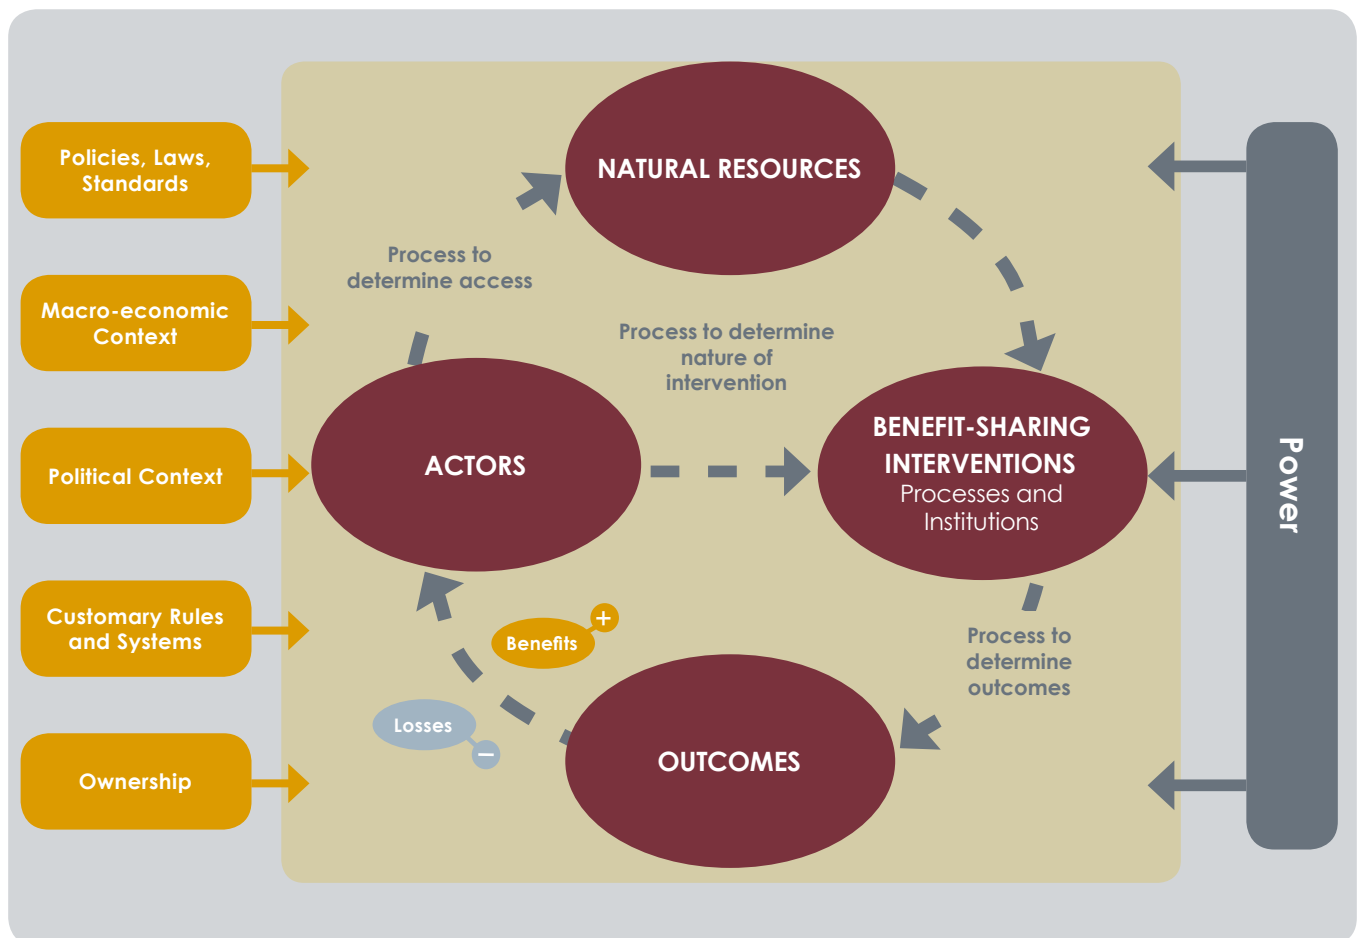 Policies, Laws,
Standards
Macro-economic
Context
Political Context
Customary Rules
and Systems
Ownership
NATURAL RESOURCES
Process to
determine access
Process to determine
nature of
intervention
ACTORS
BENEFIT-SHARING
INTERVENTIONS
Processes and
Institutions
Benefits
+
Losses
−
Process to
determine
outcomes
OUTCOMES
Power